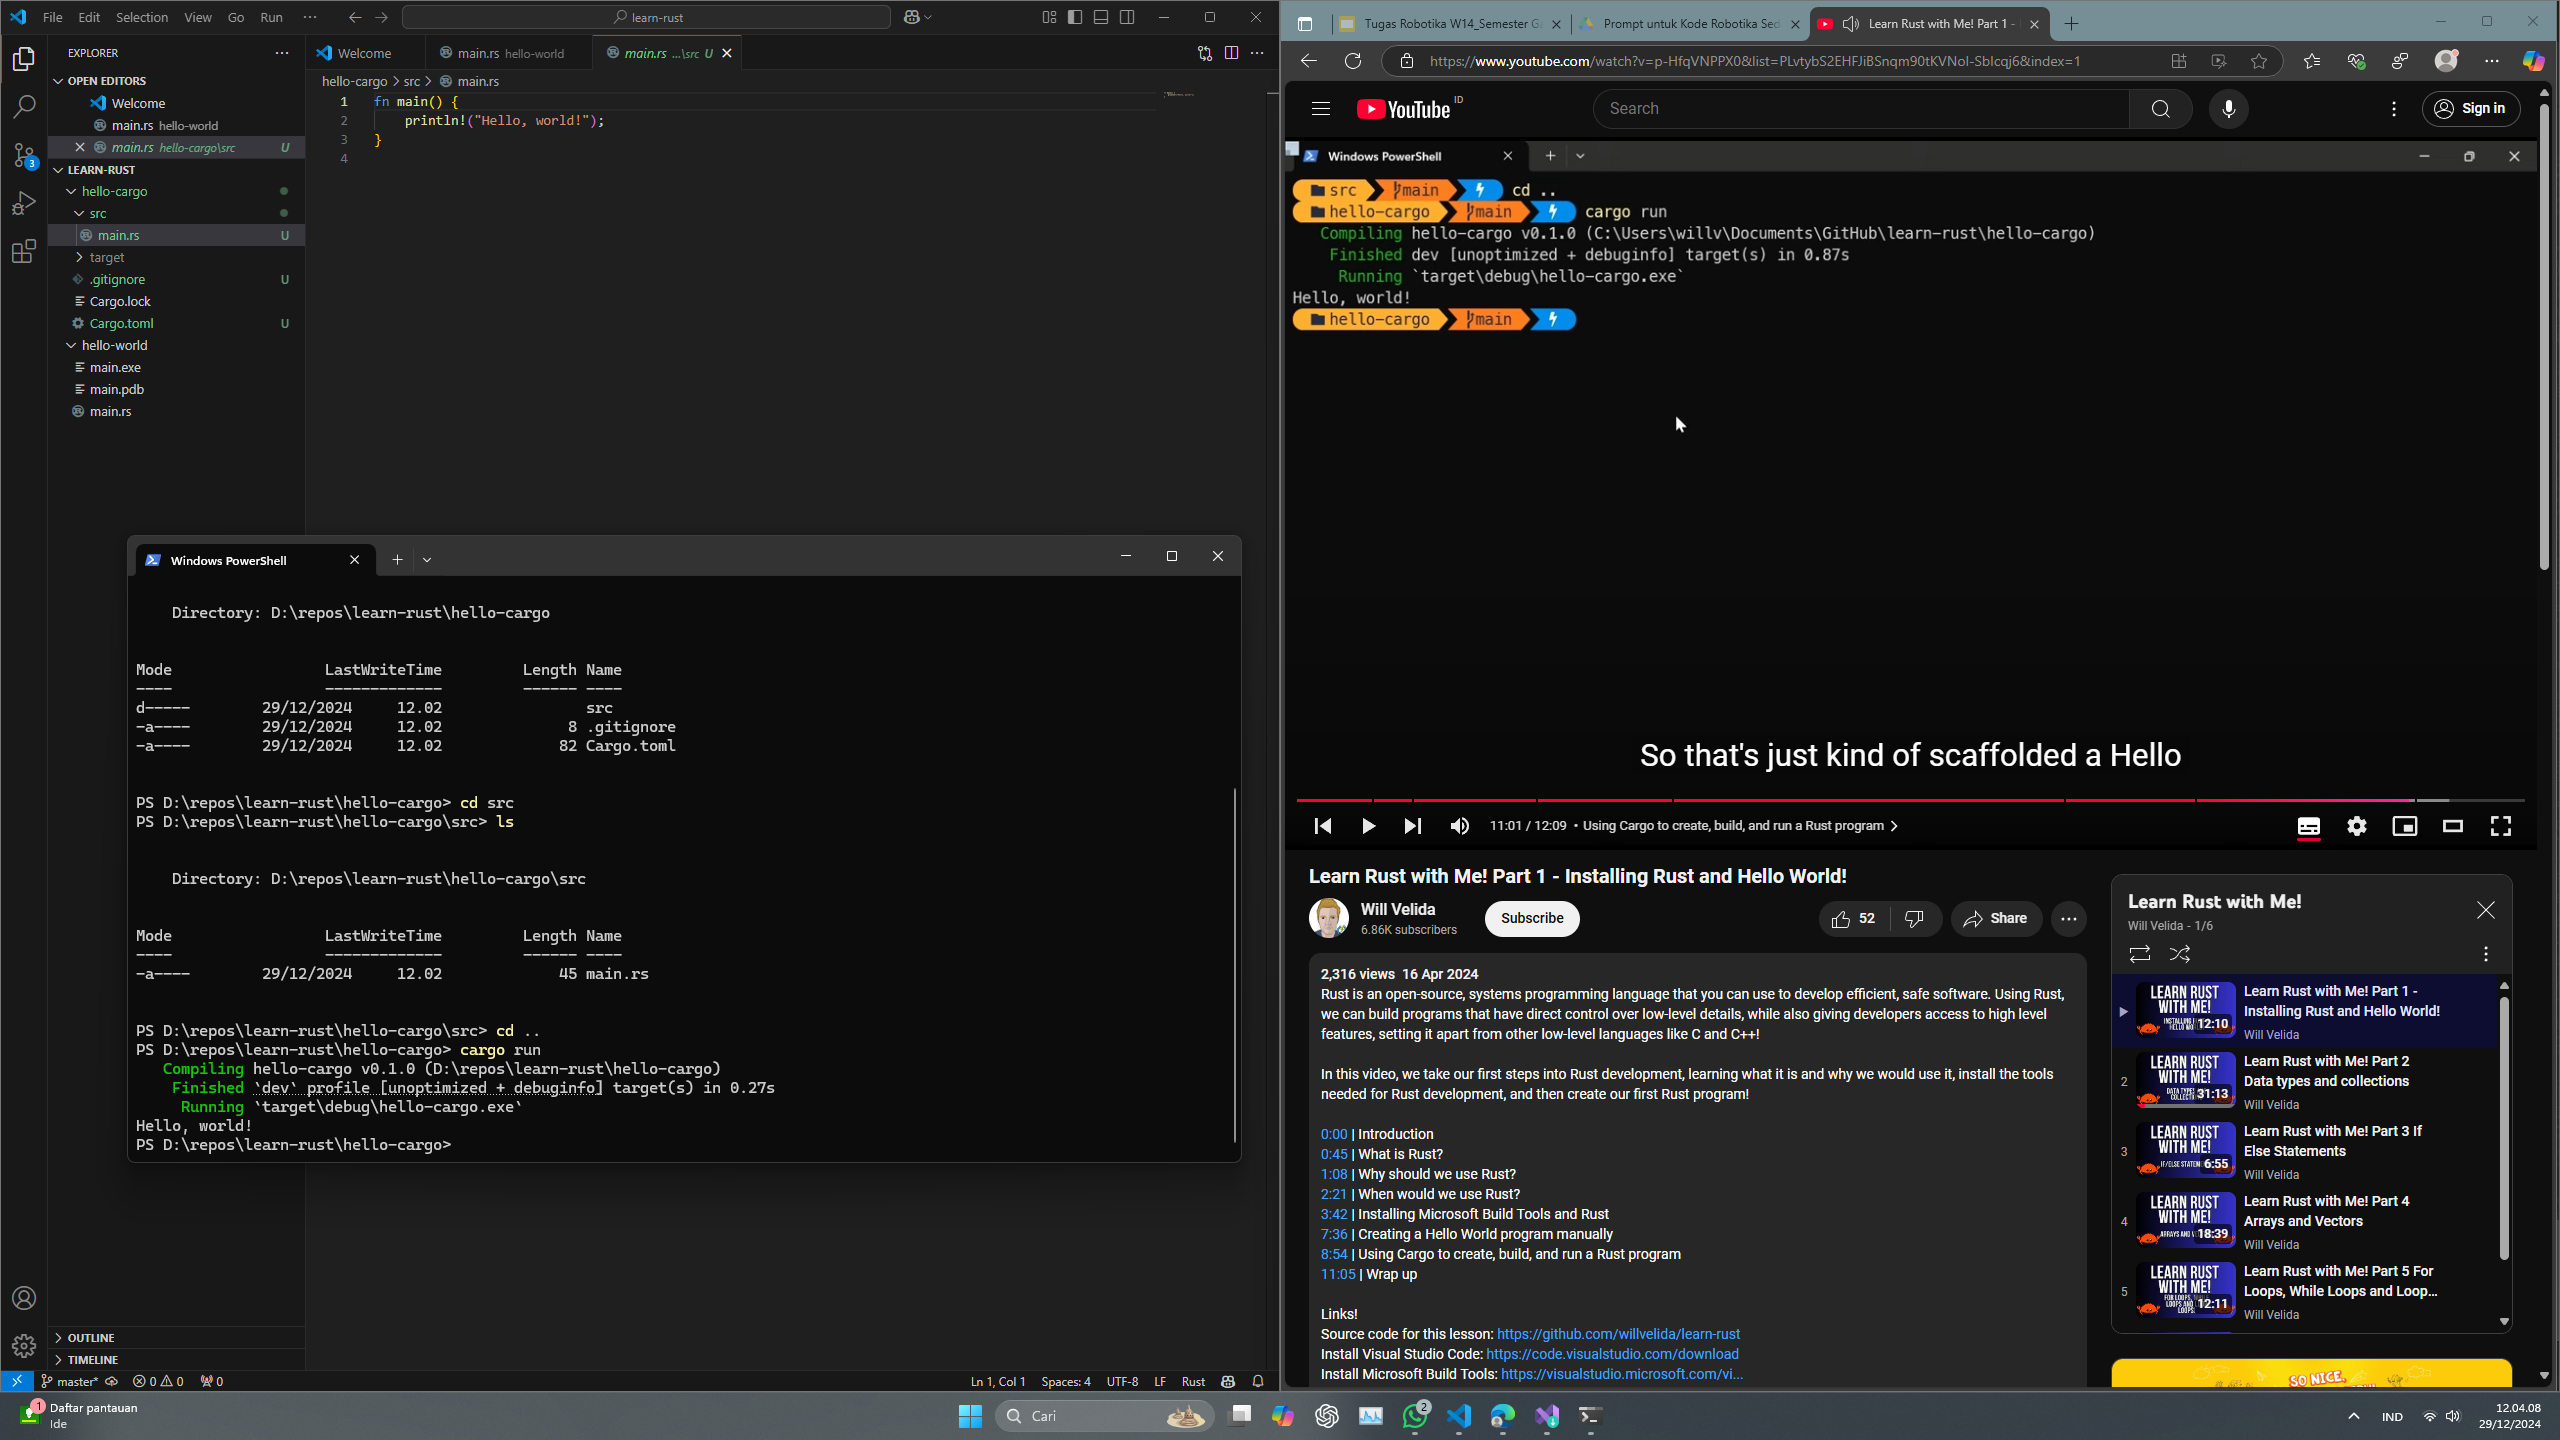 File Edit Selection View Go Run ···
learn-rust
EXPLORER
OPEN EDITORS
Welcome
main.rs hello-world
main.rs hello-cargo\src U
LEARN-RUST
hello-cargo
src
main.rs U
target
.gitignore U
Cargo.lock
Cargo.toml U
hello-world
main.exe
main.pdb
main.rs
OUTLINE
TIMELINE
Welcome main.rs hello-world main.rs ...\src U
hello-cargo > src > main.rs
1 fn main() {
2 println!("Hello, world!");
3 }
4
3
Windows PowerShell
Directory: D:\repos\learn-rust\hello-cargo
Mode LastWriteTime Length Name
---- ------------- ------ ----
d----- 29/12/2024 12.02 src
-a---- 29/12/2024 12.02 8 .gitignore
-a---- 29/12/2024 12.02 82 Cargo.toml
PS D:\repos\learn-rust\hello-cargo> cd src
PS D:\repos\learn-rust\hello-cargo\src> ls
Directory: D:\repos\learn-rust\hello-cargo\src
Mode LastWriteTime Length Name
---- ------------- ------ ----
-a---- 29/12/2024 12.02 45 main.rs
PS D:\repos\learn-rust\hello-cargo\src> cd ..
PS D:\repos\learn-rust\hello-cargo> cargo run
Compiling hello-cargo v0.1.0 (D:\repos\learn-rust\hello-cargo)
Finished `dev` profile [unoptimized + debuginfo] target(s) in 0.27s
Running `target\debug\hello-cargo.exe`
Hello, world!
PS D:\repos\learn-rust\hello-cargo>
master* 0 0 0
Ln 1, Col 1 Spaces: 4 UTF-8 LF Rust
Tugas Robotika W14_Semester G
Prompt untuk Kode Robotika Sed
Learn Rust with Me! Part 1 -
https://www.youtube.com/watch?v=p-HfqVNPPX0&list=PLvtybS2EHFJiBSnqm90tKVNoI-SbIcqj6&index=1
YouTube ID
Search
Sign in
Windows PowerShell
src main cd ..
hello-cargo main cargo run
Compiling hello-cargo v0.1.0 (C:\Users\willv\Documents\GitHub\learn-rust\hello-cargo)
Finished dev [unoptimized + debuginfo] target(s) in 0.87s
Running `target\debug\hello-cargo.exe`
Hello, world!
hello-cargo main
So that's just kind of scaffolded a Hello
11:01 / 12:09 • Using Cargo to create, build, and run a Rust program
Learn Rust with Me! Part 1 - Installing Rust and Hello World!
Will Velida
6.86K subscribers
Subscribe
52
Share
2,316 views 16 Apr 2024
Rust is an open-source, systems programming language that you can use to develop efficient, safe software. Using Rust,
we can build programs that have direct control over low-level details, while also giving developers access to high level
features, setting it apart from other low-level languages like C and C++!
In this video, we take our first steps into Rust development, learning what it is and why we would use it, install the tools
needed for Rust development, and then create our first Rust program!
0:00 | Introduction
0:45 | What is Rust?
1:08 | Why should we use Rust?
2:21 | When would we use Rust?
3:42 | Installing Microsoft Build Tools and Rust
7:36 | Creating a Hello World program manually
8:54 | Using Cargo to create, build, and run a Rust program
11:05 | Wrap up
Links!
Source code for this lesson: https://github.com/willvelida/learn-rust
Install Visual Studio Code: https://code.visualstudio.com/download
Install Microsoft Build Tools: https://visualstudio.microsoft.com/vi...
Learn Rust with Me!
Will Velida - 1/6
LEARN RUST WITH ME! 12:10
Learn Rust with Me! Part 1 -
Installing Rust and Hello World!
Will Velida
2
LEARN RUST WITH ME! 31:13
Learn Rust with Me! Part 2
Data types and collections
Will Velida
3
LEARN RUST WITH ME! 6:55
Learn Rust with Me! Part 3 If
Else Statements
Will Velida
4
LEARN RUST WITH ME! 18:39
Learn Rust with Me! Part 4
Arrays and Vectors
Will Velida
5
LEARN RUST WITH ME! 12:11
Learn Rust with Me! Part 5 For
Loops, While Loops and Loop...
Will Velida
SO NICE,
1
Daftar pantauan
Ide
Cari
2
IND
12.04.08
29/12/2024